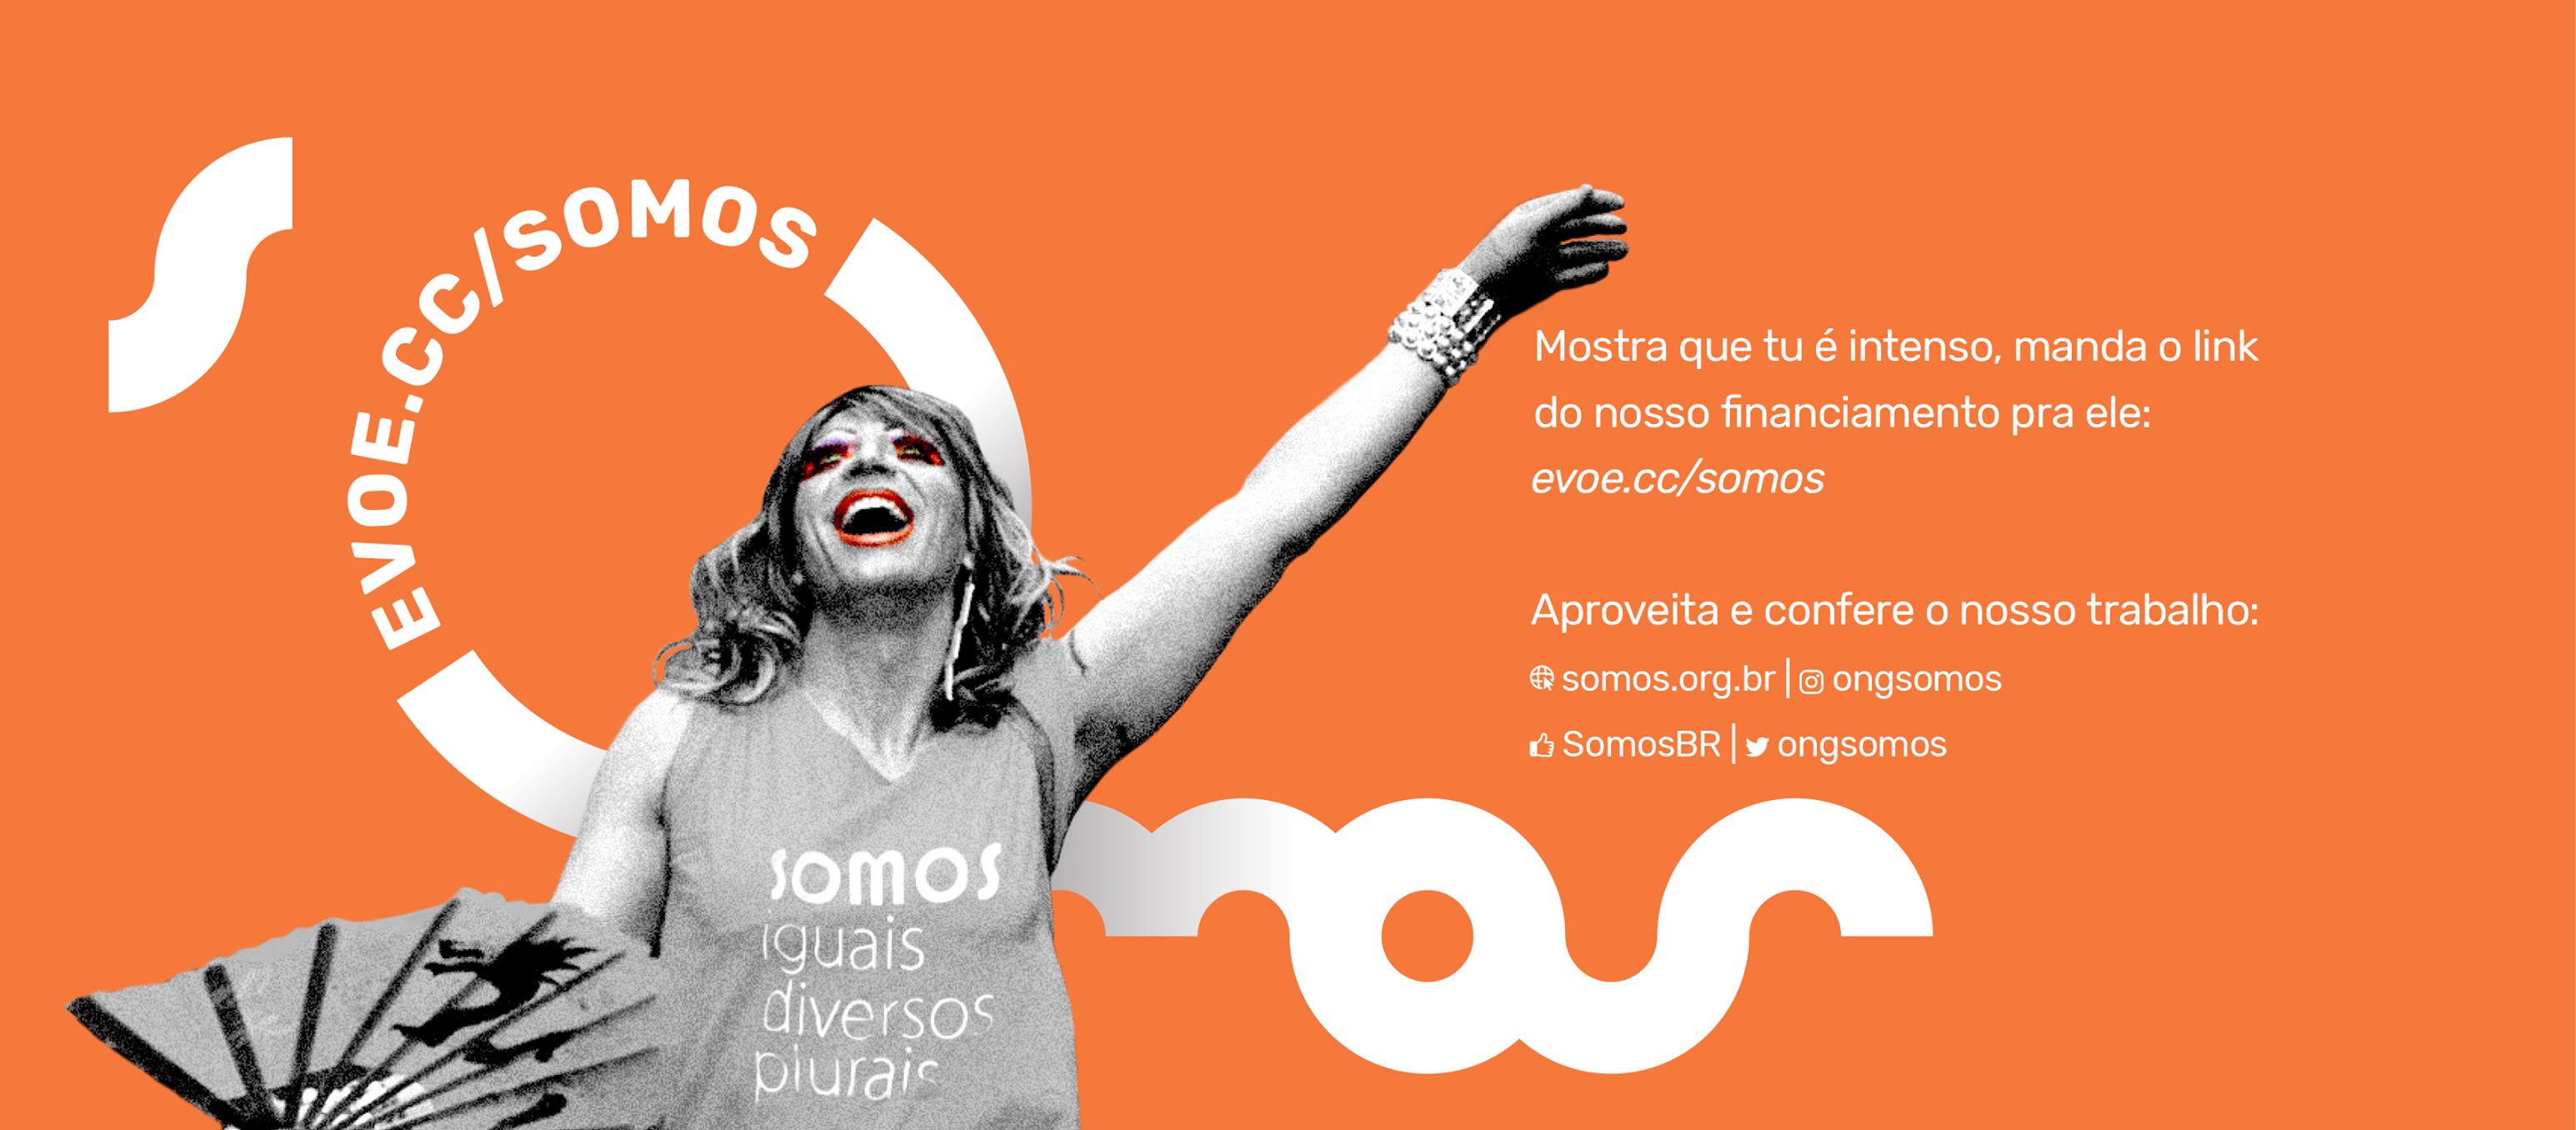 EVOE.CC/SOMOS
somos
iguais
diversos
plurais
Mostra que tu é intenso, manda o link
do nosso financiamento pra ele:
evoe.cc/somos
Aproveita e confere o nosso trabalho:
somos.org.br | ongsomos
SomosBR | ongsomos
somos